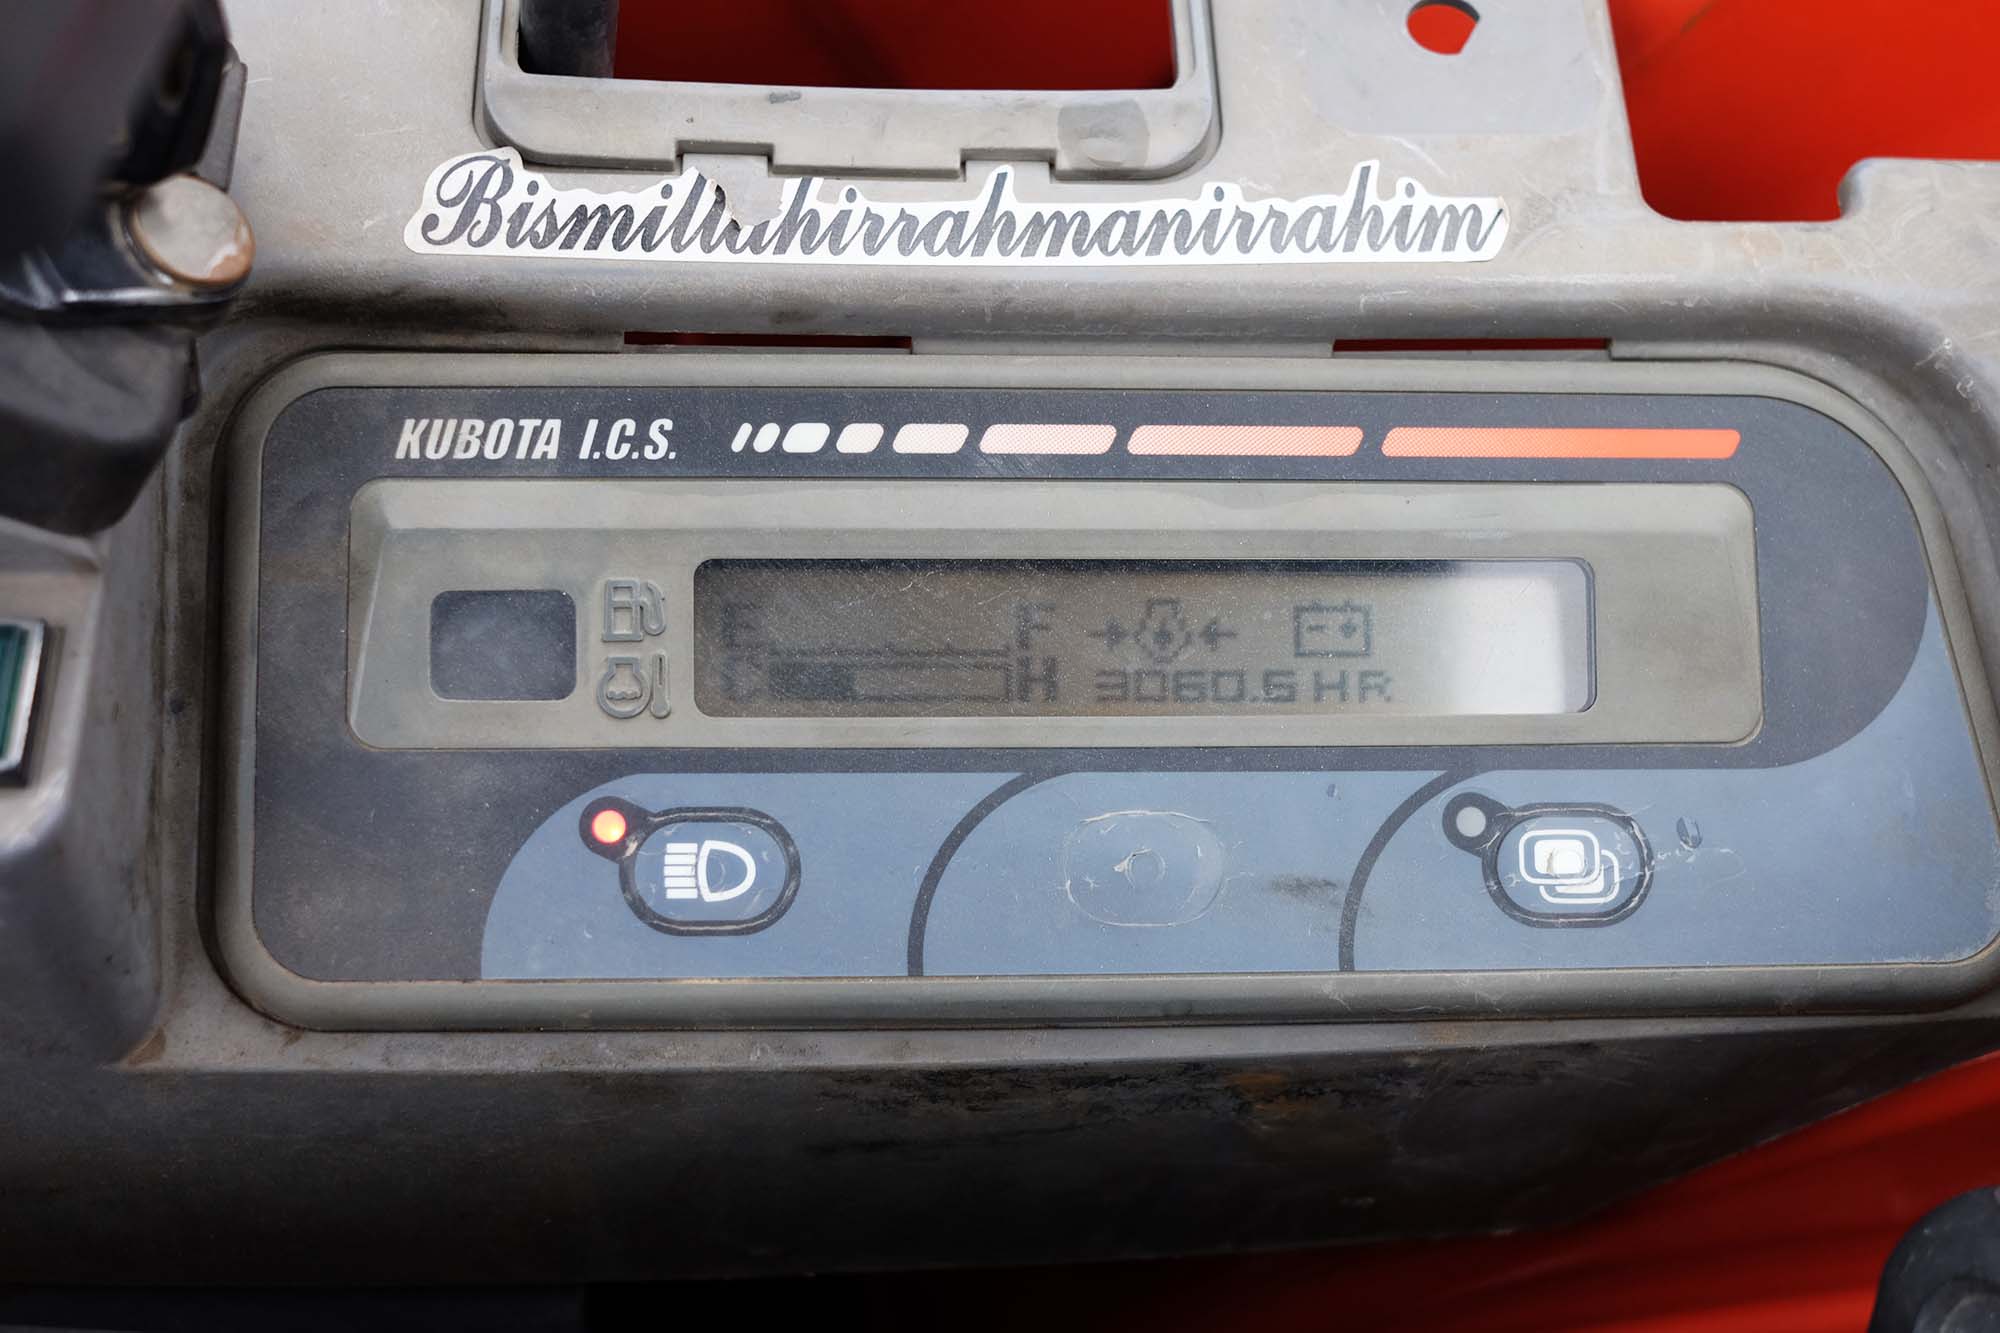 Bismillahirrahmanirrahim
KUBOTA I.C.S.
E F
C H 3060.5 HR